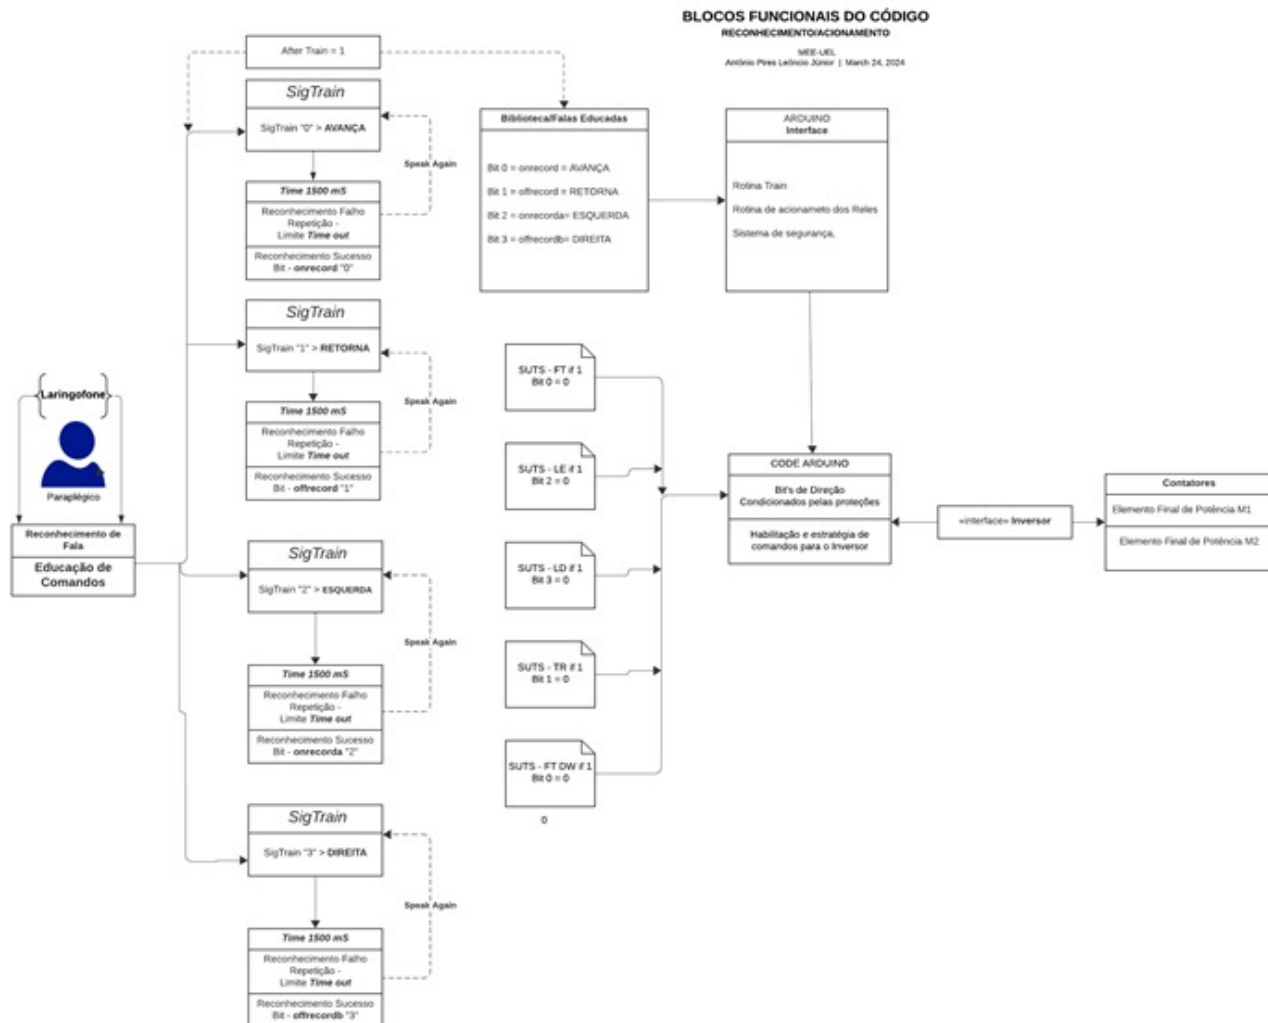 BLOCOS FUNCIONAIS DO CÓDIGO
RECONHECIMENTO/ACIONAMENTO
MEE-UEL
Antônio Pires Leôncio Júnior | March 24, 2024
After Train = 1
SigTrain
SigTrain "0" > AVANÇA
Speak Again
Time 1500 mS
Reconhecimento Falho
Repetição -
Limite Time out
Reconhecimento Sucesso
Bit - onrecord "0"
SigTrain
SigTrain "1" > RETORNA
Speak Again
Time 1500 mS
Reconhecimento Falho
Repetição -
Limite Time out
Reconhecimento Sucesso
Bit - offrecord "1"
{Laringofone}
Paraplégico
Reconhecimento de
Fala
Educação de
Comandos
SigTrain
SigTrain "2" > ESQUERDA
Speak Again
Time 1500 mS
Reconhecimento Falho
Repetição -
Limite Time out
Reconhecimento Sucesso
Bit - onrecorda "2"
SigTrain
SigTrain "3" > DIREITA
Speak Again
Time 1500 mS
Reconhecimento Falho
Repetição -
Limite Time out
Reconhecimento Sucesso
Bit - offrecordb "3"
Biblioteca/Falas Educadas
Bit 0 = onrecord = AVANÇA
Bit 1 = offrecord = RETORNA
Bit 2 = onrecorda= ESQUERDA
Bit 3 = offrecordb= DIREITA
ARDUINO
Interface
Rotina Train
Rotina de acionameto dos Reles
Sistema de segurança,
SUTS - FT if 1
Bit 0 = 0
SUTS - LE if 1
Bit 2 = 0
SUTS - LD if 1
Bit 3 = 0
SUTS - TR if 1
Bit 1 = 0
SUTS - FT DW if 1
Bit 0 = 0
0
CODE ARDUINO
Bit's de Direção
Condicionados pelas proteções
Habilitação e estratégia de
comandos para o Inversor
«interface» Inversor
Contatores
Elemento Final de Potência M1
Elemento Final de Potência M2